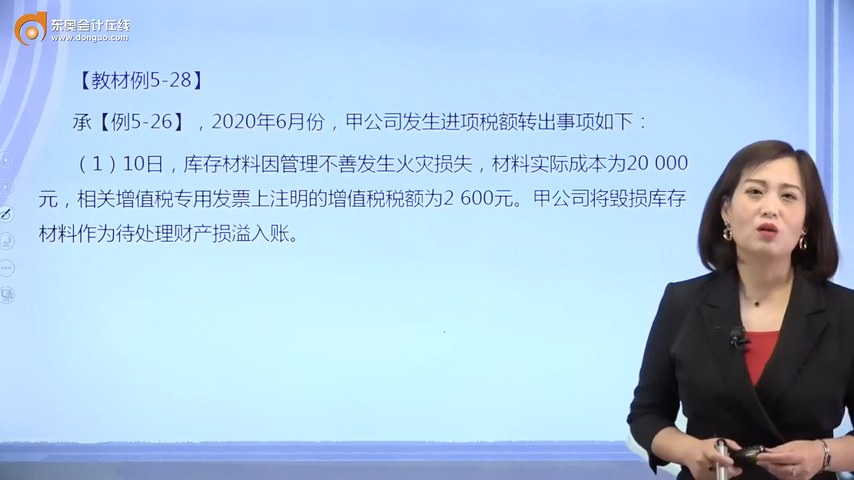 东奥会计在线
www.dongao.com
【教材例5-28】
承【例5-26】，2020年6月份，甲公司发生进项税额转出事项如下：
（1）10日，库存材料因管理不善发生火灾损失，材料实际成本为20 000
元，相关增值税专用发票上注明的增值税税额为2 600元。甲公司将毁损库存
材料作为待处理财产损溢入账。